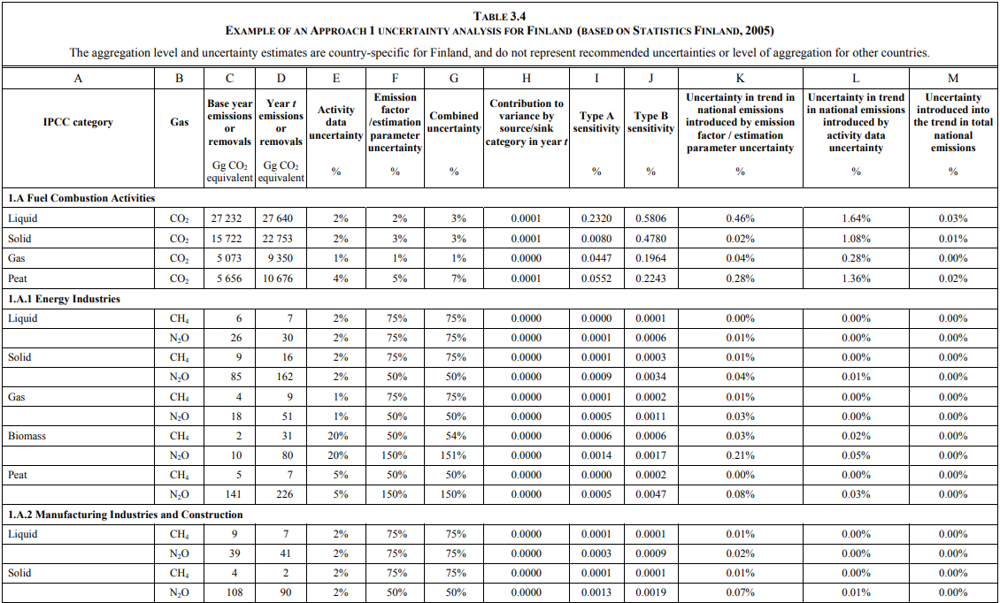 TABLE 3.4
EXAMPLE OF AN APPROACH 1 UNCERTAINTY ANALYSIS FOR FINLAND (BASED ON STATISTICS FINLAND, 2005)
The aggregation level and uncertainty estimates are country-specific for Finland, and do not represent recommended uncertainties or level of aggregation for other countries.
A B C D E F G H I J K L M
IPCC category
Gas
Base year emissions or removals
Gg CO₂ equivalent
Year t emissions or removals
Gg CO₂ equivalent
Activity data uncertainty
%
Emission factor /estimation parameter uncertainty
%
Combined uncertainty
%
Contribution to variance by source/sink category in year t
Type A sensitivity
%
Type B sensitivity
%
Uncertainty in trend in national emissions introduced by emission factor / estimation parameter uncertainty
%
Uncertainty in trend in national emissions introduced by activity data uncertainty
%
Uncertainty introduced into the trend in total national emissions
%
1.A Fuel Combustion Activities
Liquid CO₂ 27 232 27 640 2% 2% 3% 0.0001 0.2320 0.5806 0.46% 1.64% 0.03%
Solid CO₂ 15 722 22 753 2% 3% 3% 0.0001 0.0080 0.4780 0.02% 1.08% 0.01%
Gas CO₂ 5 073 9 350 1% 1% 1% 0.0000 0.0447 0.1964 0.04% 0.28% 0.00%
Peat CO₂ 5 656 10 676 4% 5% 7% 0.0001 0.0552 0.2243 0.28% 1.36% 0.02%
1.A.1 Energy Industries
Liquid CH₄ 6 7 2% 75% 75% 0.0000 0.0000 0.0001 0.00% 0.00% 0.00%
N₂O 26 30 2% 75% 75% 0.0000 0.0001 0.0006 0.01% 0.00% 0.00%
Solid CH₄ 9 16 2% 75% 75% 0.0000 0.0001 0.0003 0.01% 0.00% 0.00%
N₂O 85 162 2% 50% 50% 0.0000 0.0009 0.0034 0.04% 0.01% 0.00%
Gas CH₄ 4 9 1% 75% 75% 0.0000 0.0001 0.0002 0.01% 0.00% 0.00%
N₂O 18 51 1% 50% 50% 0.0000 0.0005 0.0011 0.03% 0.00% 0.00%
Biomass CH₄ 2 31 20% 50% 54% 0.0000 0.0006 0.0006 0.03% 0.02% 0.00%
N₂O 10 80 20% 150% 151% 0.0000 0.0014 0.0017 0.21% 0.05% 0.00%
Peat CH₄ 5 7 5% 50% 50% 0.0000 0.0000 0.0002 0.00% 0.00% 0.00%
N₂O 141 226 5% 150% 150% 0.0000 0.0005 0.0047 0.08% 0.03% 0.00%
1.A.2 Manufacturing Industries and Construction
Liquid CH₄ 9 7 2% 75% 75% 0.0000 0.0001 0.0001 0.01% 0.00% 0.00%
N₂O 39 41 2% 75% 75% 0.0000 0.0003 0.0009 0.02% 0.00% 0.00%
Solid CH₄ 4 2 2% 75% 75% 0.0000 0.0001 0.0001 0.01% 0.00% 0.00%
N₂O 108 90 2% 50% 50% 0.0000 0.0013 0.0019 0.07% 0.01% 0.00%